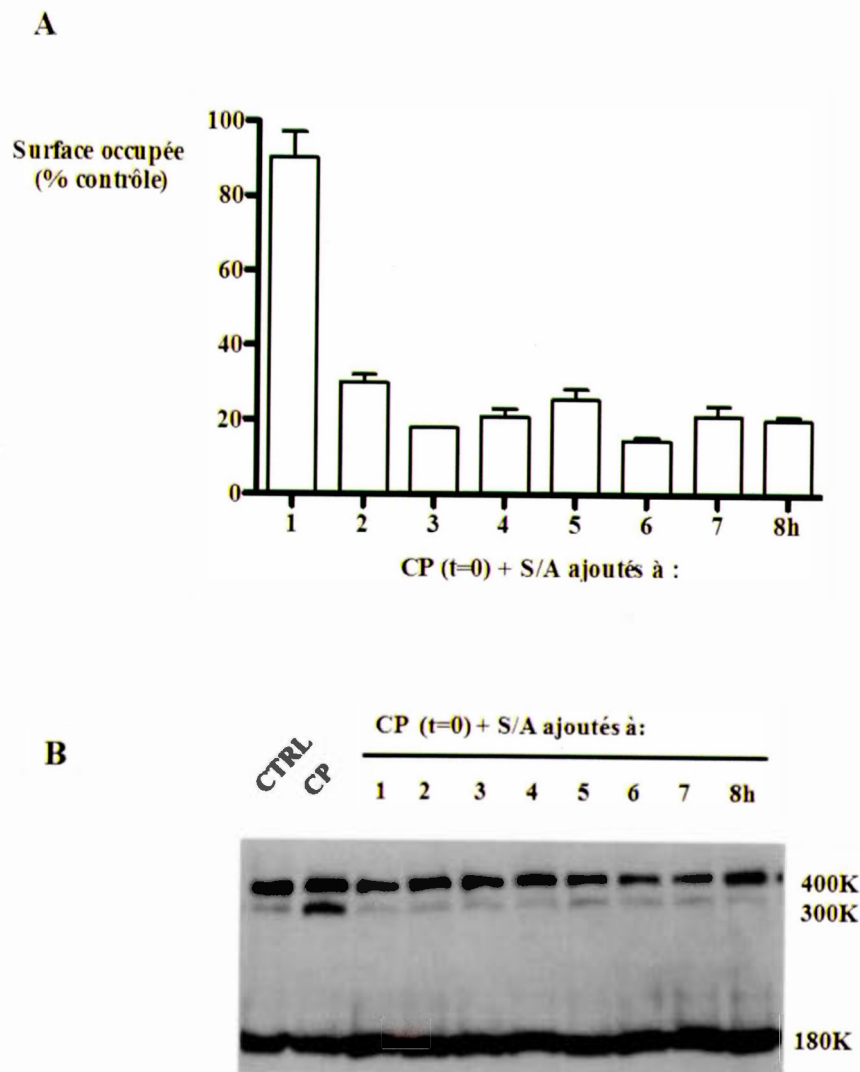 A
Surface occupée
(% contrôle)
100
80
60
40
20
0
1 2 3 4 5 6 7 8h
CP (t=0) + S/A ajoutés à :
B
CTRL
CP
CP (t=0) + S/A ajoutés à:
1 2 3 4 5 6 7 8h
400K
300K
180K